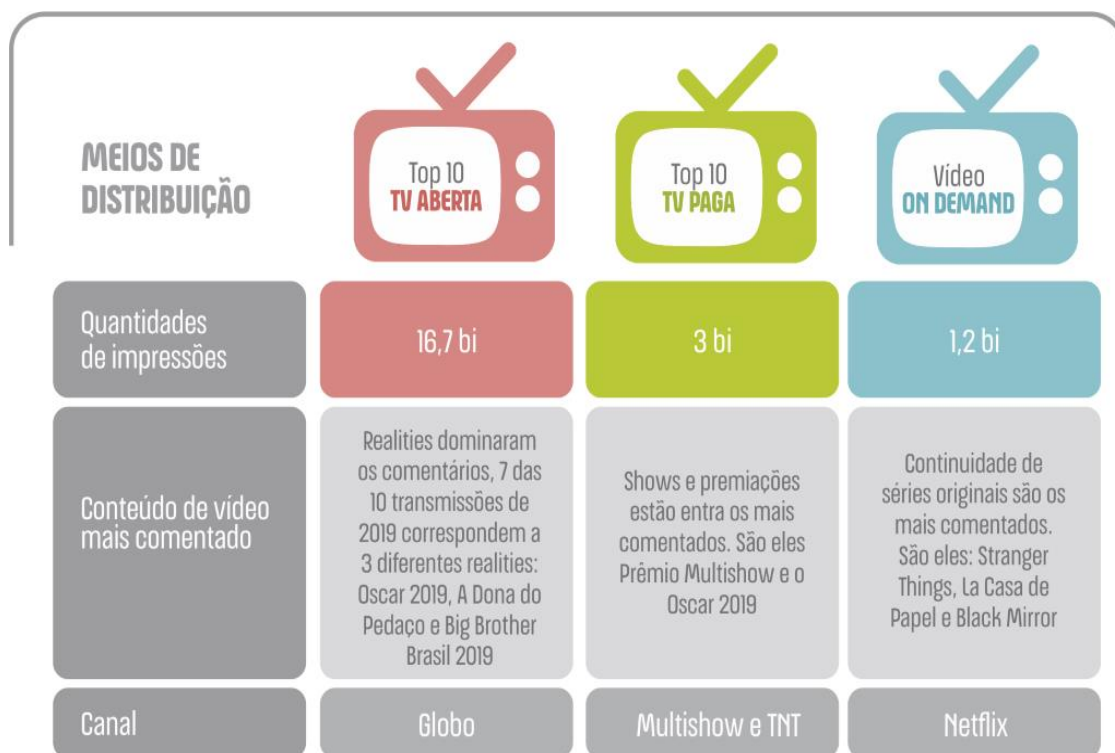 MEIOS DE
DISTRIBUIÇÃO
Top 10
TV ABERTA
Top 10
TV PAGA
Vídeo
ON DEMAND
Quantidades
de impressões
16,7 bi
3 bi
1,2 bi
Conteúdo de vídeo
mais comentado
Realities dominaram
os comentários, 7 das
10 transmissões de
2019 correspondem a
3 diferentes realities:
Oscar 2019, A Dona do
Pedaço e Big Brother
Brasil 2019
Shows e premiações
estão entra os mais
comentados. São eles
Prêmio Multishow e o
Oscar 2019
Continuidade de
séries originais são os
mais comentados.
São eles: Stranger
Things, La Casa de
Papel e Black Mirror
Canal
Globo
Multishow e TNT
Netflix